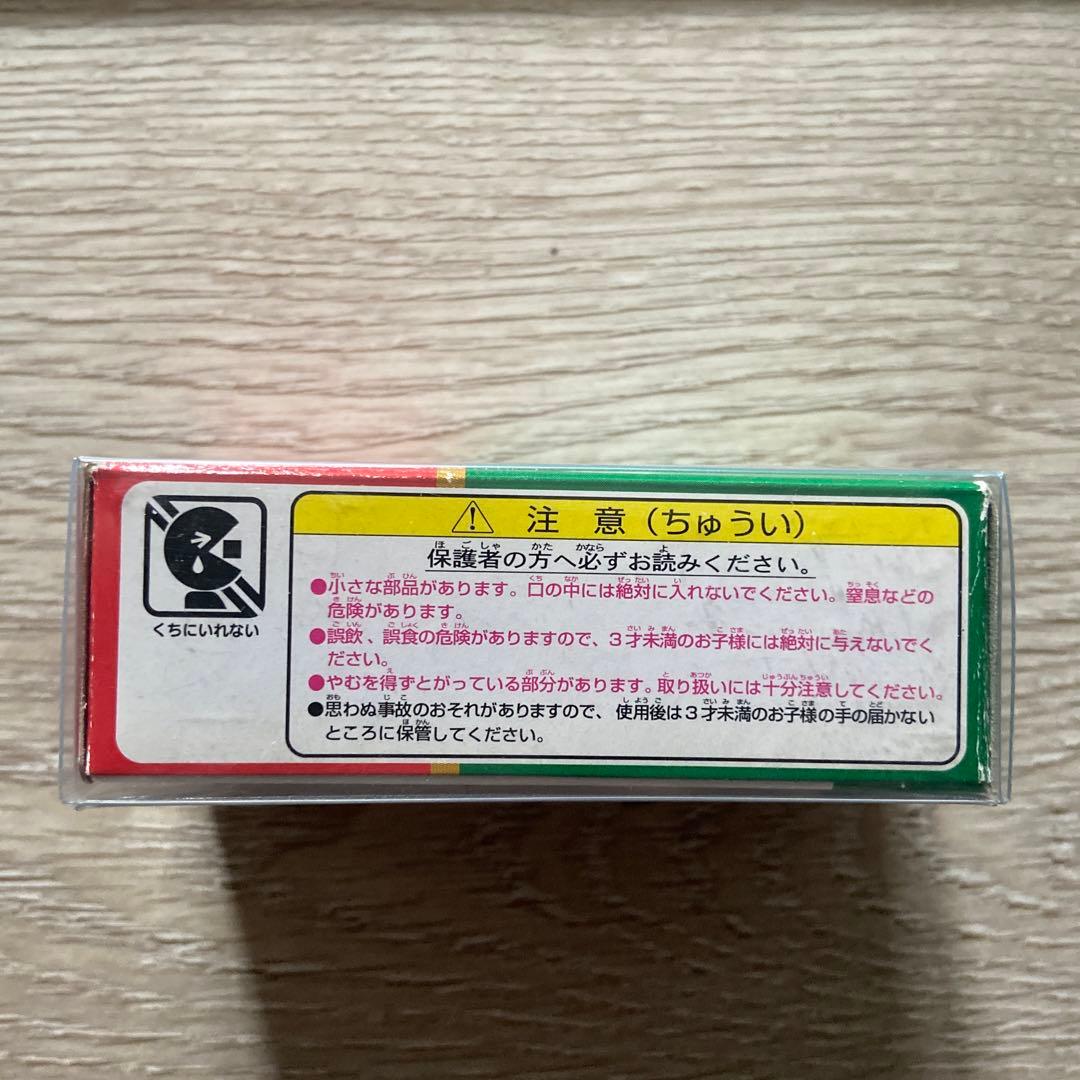 くちにいれない
⚠ 注 意（ちゅうい）
保護者の方へ必ずお読みください。
●小さな部品があります。口の中には絶対に入れないでください。窒息などの
危険があります。
●誤飲、誤食の危険がありますので、3才未満のお子様には絶対に与えないでく
ださい。
●やむを得ずとがっている部分があります。取り扱いには十分注意してください。
●思わぬ事故のおそれがありますので、使用後は3才未満のお子様の手の届かない
ところに保管してください。